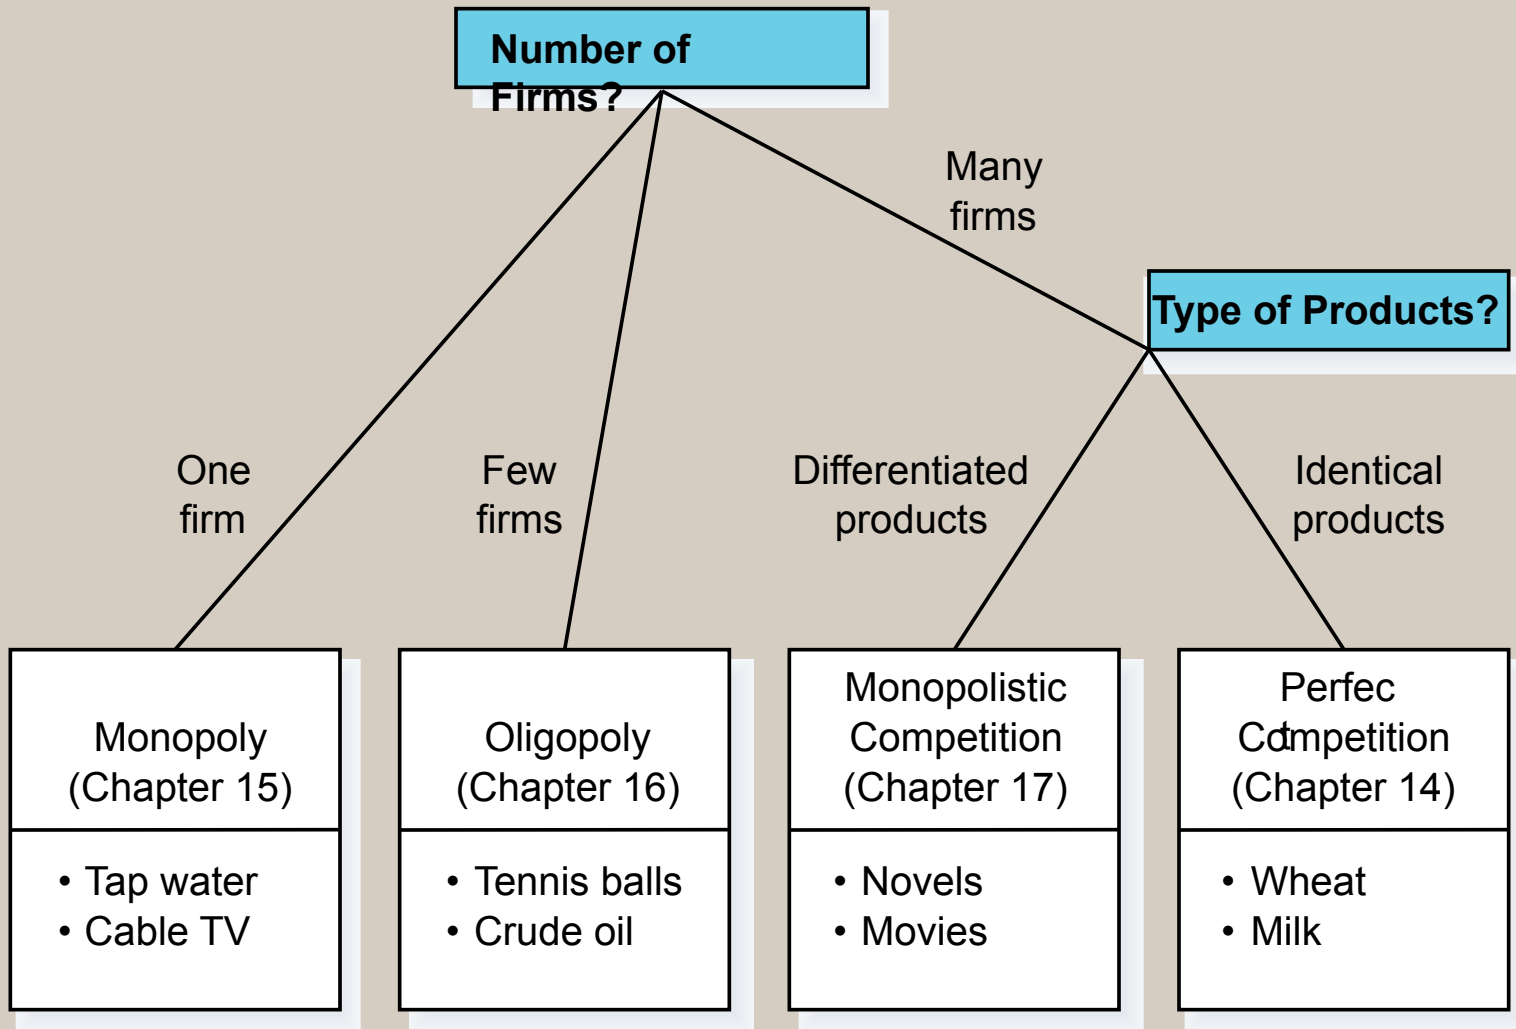 Number of
Firms?
Many
firms
Type of Products?
One
firm
Few
firms
Differentiated
products
Identical
products
Monopoly
(Chapter 15)
• Tap water
• Cable TV
Oligopoly
(Chapter 16)
• Tennis balls
• Crude oil
Monopolistic
Competition
(Chapter 17)
• Novels
• Movies
Perfec
t
Competition
(Chapter 14)
• Wheat
• Milk